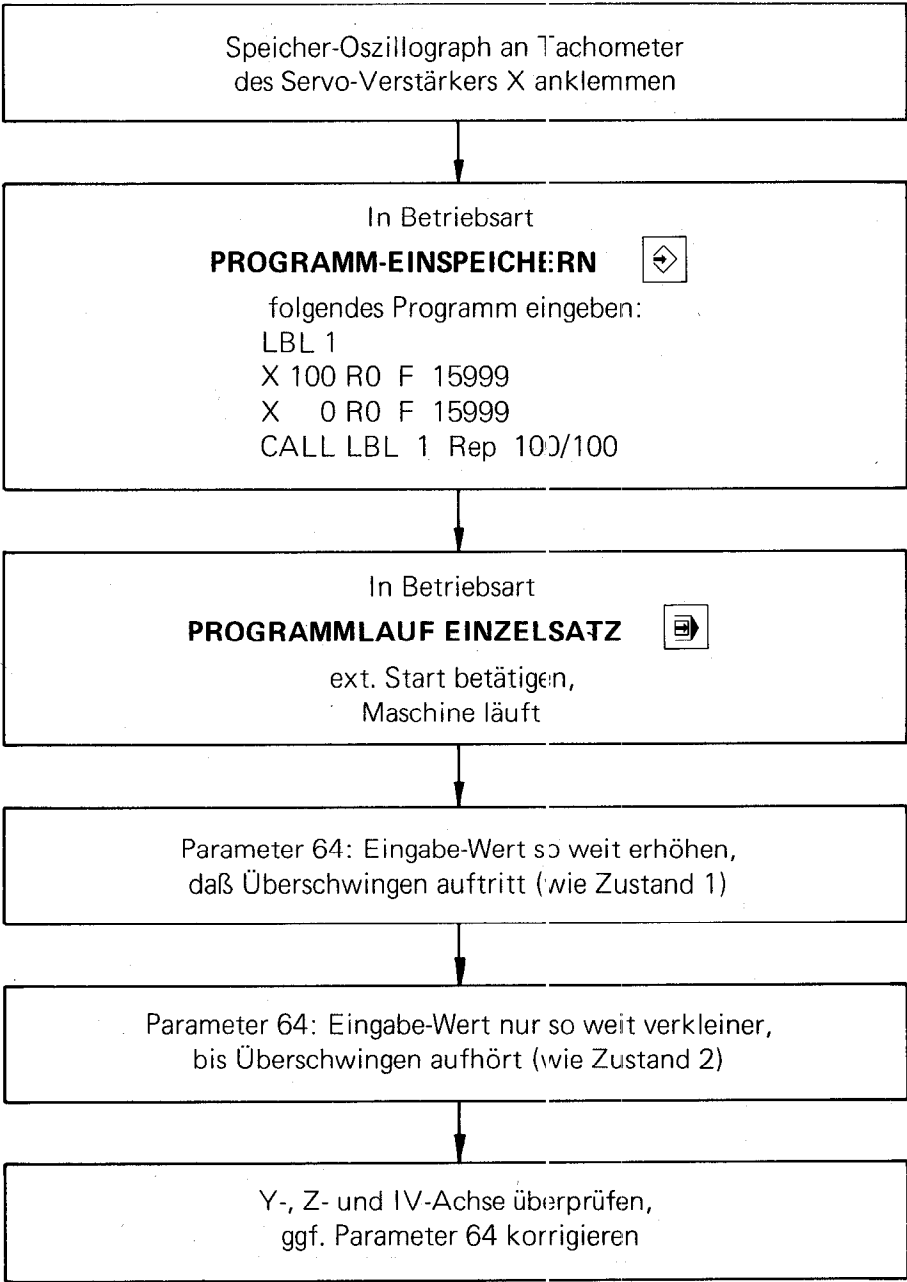 Speicher-Oszillograph an Tachometer
des Servo-Verstärkers X anklemmen
In Betriebsart
PROGRAMM-EINSPEICHERN
folgendes Programm eingeben:
LBL 1
X 100 R0 F 15999
X 0 R0 F 15999
CALL LBL 1 Rep 100/100
In Betriebsart
PROGRAMMLAUF EINZELSATZ
ext. Start betätigen,
Maschine läuft
Parameter 64: Eingabe-Wert so weit erhöhen,
daß Überschwingen auftritt (wie Zustand 1)
Parameter 64: Eingabe-Wert nur so weit verkleiner,
bis Überschwingen aufhört (wie Zustand 2)
Y-, Z- und IV-Achse überprüfen,
ggf. Parameter 64 korrigieren